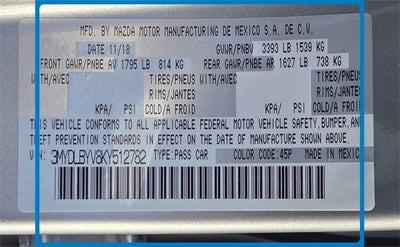 MFD. BY MAZDA MOTOR MANUFACTURING DE MEXICO S.A. DE C.V.
DATE 11/18 GVWR/PNBV 3393 LB 1539 KG
FRONT GAWR/PNBE AV 1795 LB 814 KG REAR GAWR/PNBE AR 1627 LB 738 KG
WITH/AVEC TIRES/PNEUS WITH/AVEC TIRES/PNEUS
RIMS/JANTES RIMS/JANTES
KPA/ PSI COLD/A FROID KPA/ PSI COLD/A FROID
THIS VEHICLE CONFORMS TO ALL APPLICABLE FEDERAL MOTOR VEHICLE SAFETY, BUMPER, AND
THEFT PREVENTION STANDARDS IN EFFECT ON THE DATE OF MANUFACTURE SHOWN ABOVE.
V.I.N: 3MYDLBYV8KY512782 TYPE:PASS CAR COLOR CODE:45P MADE IN MEXICO